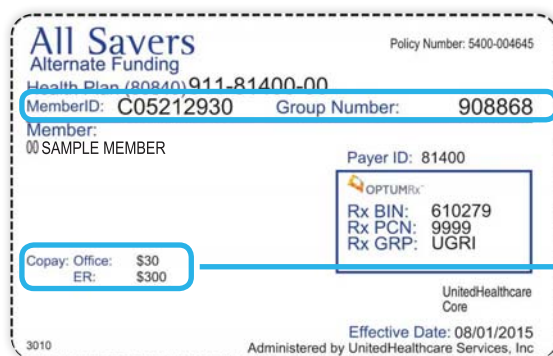 All Savers
Policy Number: 5400-004645
Alternate Funding
Health Plan (80840) 911-81400-00
MemberID: C05212930 Group Number: 908868
Member:
00 SAMPLE MEMBER
Payer ID: 81400
OPTUMRx
Rx BIN: 610279
Rx PCN: 9999
Rx GRP: UGRI
Copay: Office: $30
ER: $300
UnitedHealthcare
Core
Effective Date: 08/01/2015
3010 Administered by UnitedHealthcare Services, Inc